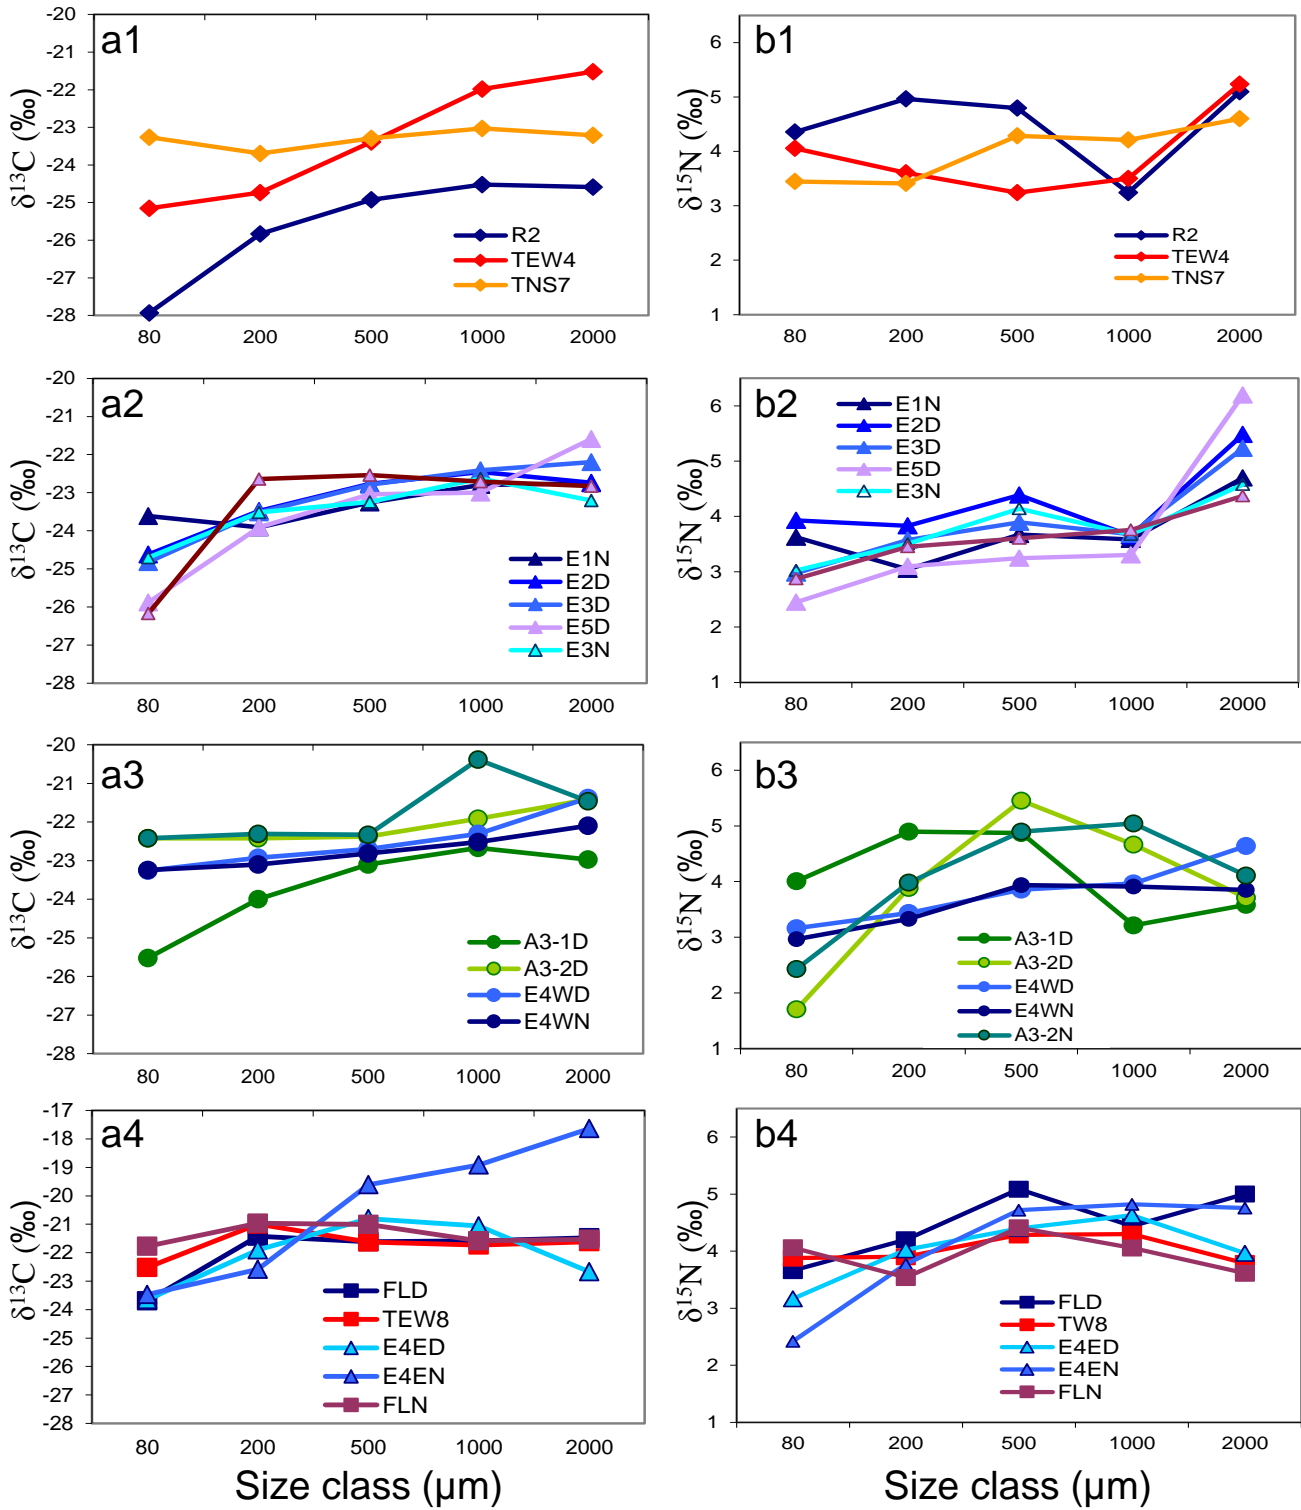 a1
δ13C (‰)
-20
-21
-22
-23
-24
-25
-26
-27
-28
80 200 500 1000 2000
R2
TEW4
TNS7
b1
δ15N (‰)
6
5
4
3
2
1
80 200 500 1000 2000
R2
TEW4
TNS7
a2
δ13C (‰)
-20
-21
-22
-23
-24
-25
-26
-27
-28
80 200 500 1000 2000
E1N
E2D
E3D
E5D
E3N
b2
δ15N (‰)
6
5
4
3
2
1
80 200 500 1000 2000
E1N
E2D
E3D
E5D
E3N
a3
δ13C (‰)
-20
-21
-22
-23
-24
-25
-26
-27
-28
80 200 500 1000 2000
A3-1D
A3-2D
E4WD
E4WN
b3
δ15N (‰)
6
5
4
3
2
1
80 200 500 1000 2000
A3-1D
A3-2D
E4WD
E4WN
A3-2N
a4
δ13C (‰)
-17
-18
-19
-20
-21
-22
-23
-24
-25
-26
-27
-28
80 200 500 1000 2000
FLD
TEW8
E4ED
E4EN
FLN
Size class (µm)
b4
δ15N (‰)
6
5
4
3
2
1
80 200 500 1000 2000
FLD
TW8
E4ED
E4EN
FLN
Size class (µm)